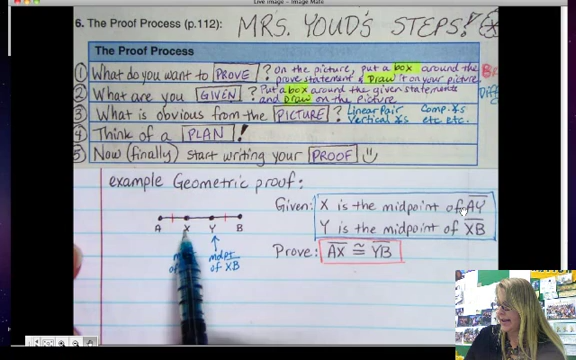 Live image - Image Mate
6. The Proof Process (p.112): MRS. YOUD'S STEPS!
The Proof Process
1 What do you want to PROVE? On the picture, put a box around the
prove statement & Draw it on your picture
2 What are you GIVEN? Put a box around the given statements
and Draw on the Picture
3 What is obvious from the PICTURE? Linear Pair Comp. ∡s
Vertical ∡s etc. etc.
4 Think of a PLAN!
5 Now (finally) start writing your PROOF
example Geometric proof:
Given: X is the midpoint of AY
Y is the midpoint of XB
Prove: AX ≅ YB
A X Y B
midpt
of XB